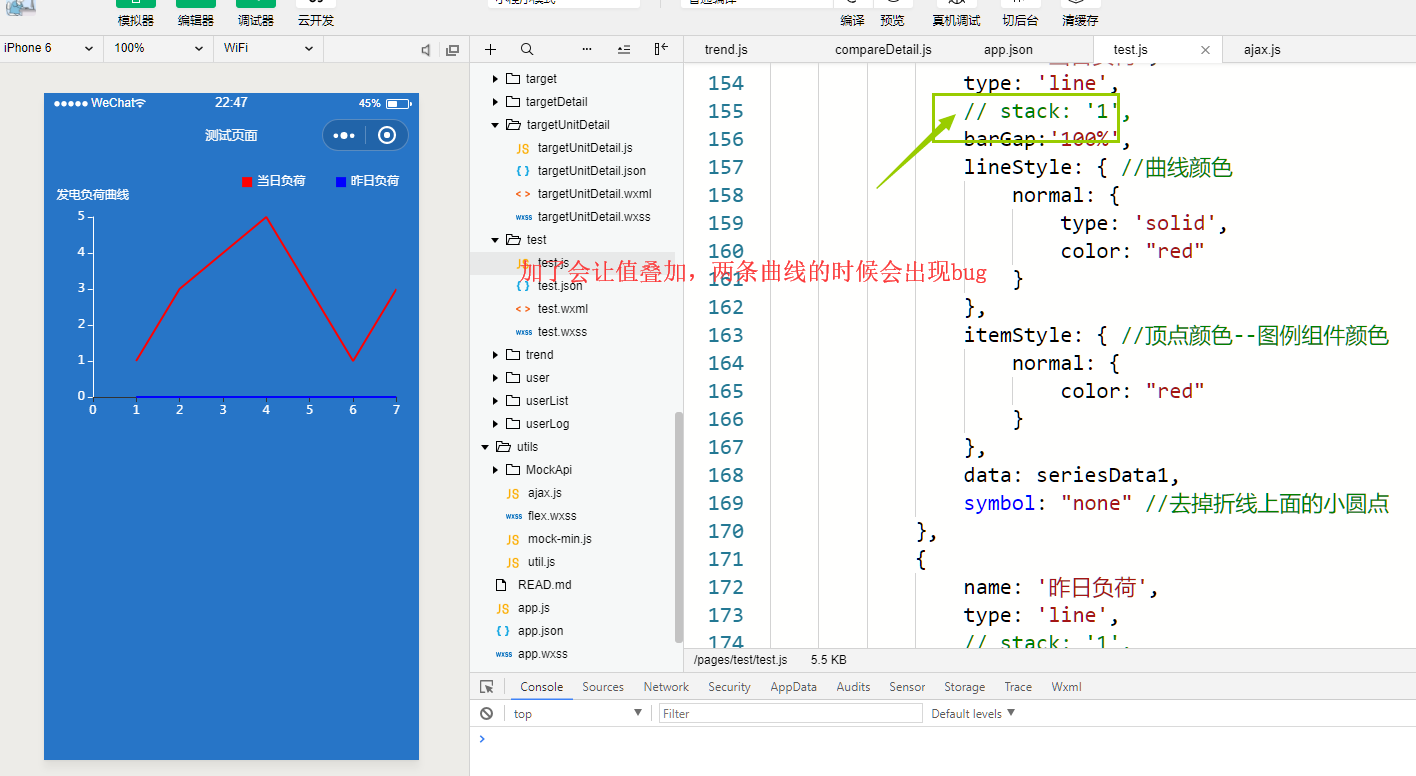 模拟器 编辑器 调试器 云开发 编译 预览 真机调试 切后台 清缓存
iPhone 6 100% WiFi
trend.js compareDetail.js app.json test.js ajax.js
WeChat 22:47 45%
测试页面
当日负荷 昨日负荷
发电负荷曲线
5
4
3
2
1
0
0 1 2 3 4 5 6 7
target
targetDetail
targetUnitDetail
targetUnitDetail.js
targetUnitDetail.json
targetUnitDetail.wxml
targetUnitDetail.wxss
test
test.js
test.json
test.wxml
test.wxss
trend
user
userList
userLog
utils
MockApi
ajax.js
flex.wxss
mock-min.js
util.js
READ.md
app.js
app.json
app.wxss
154 type: 'line',
155 // stack: '1',
156 barGap:'100%',
157 lineStyle: { //曲线颜色
158 normal: {
159 type: 'solid',
160 color: "red"
加了会让值叠加，两条曲线的时候会出现bug
161 }
162 },
163 itemStyle: { //顶点颜色--图例组件颜色
164 normal: {
165 color: "red"
166 }
167 },
168 data: seriesData1,
169 symbol: "none" //去掉折线上面的小圆点
170 },
171 {
172 name: '昨日负荷',
173 type: 'line',
174 // stack: '1',
/pages/test/test.js 5.5 KB
Console Sources Network Security AppData Audits Sensor Storage Trace Wxml
top Filter Default levels